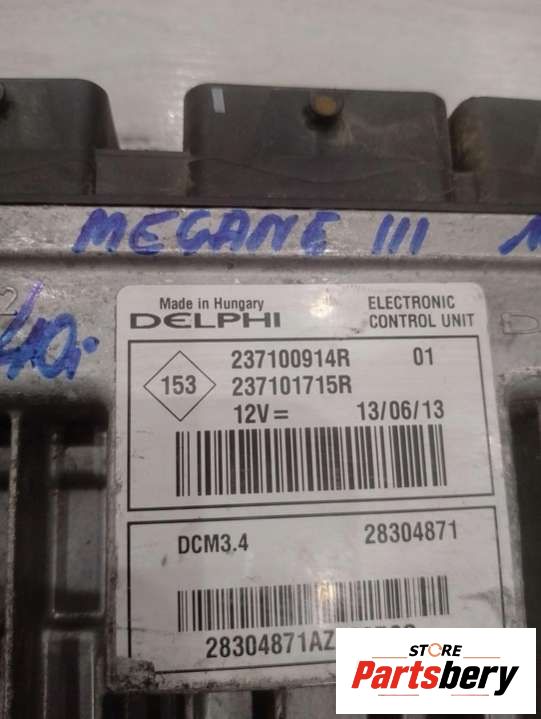 MEGANE III
Made in Hungary
DELPHI
ELECTRONIC
CONTROL UNIT
153
237100914R 01
237101715R
12V= 13/06/13
DCM3.4 28304871
28304871AZ
STORE
Partsbery